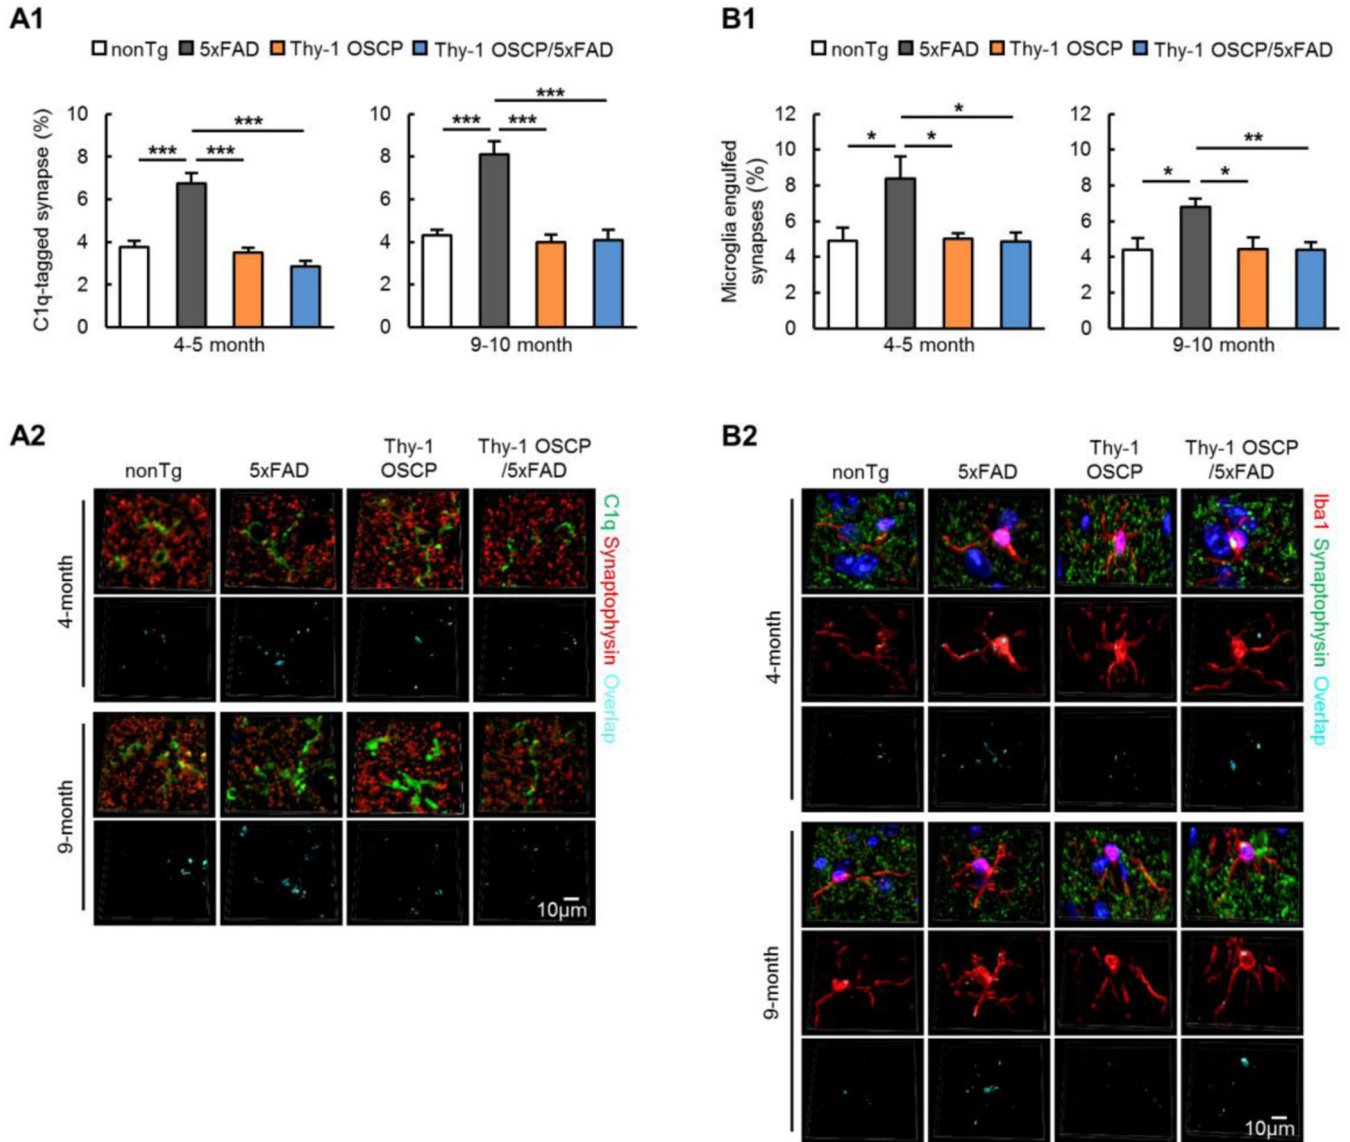 A1
nonTg 5xFAD Thy-1 OSCP Thy-1 OSCP/5xFAD
C1q-tagged synapse (%)
10
8
6
4
2
0
*** *** ***
4-5 month
10
8
6
4
2
0
*** *** ***
9-10 month
B1
nonTg 5xFAD Thy-1 OSCP Thy-1 OSCP/5xFAD
Microglia engulfed
synapses (%)
12
10
8
6
4
2
0
* * *
4-5 month
12
10
8
6
4
2
0
* * **
9-10 month
A2
nonTg
5xFAD
Thy-1
OSCP
Thy-1 OSCP
/5xFAD
4-month
9-month
C1q Synaptophysin Overlap
10μm
B2
nonTg
5xFAD
Thy-1
OSCP
Thy-1 OSCP
/5xFAD
4-month
9-month
Iba1 Synaptophysin Overlap
10μm